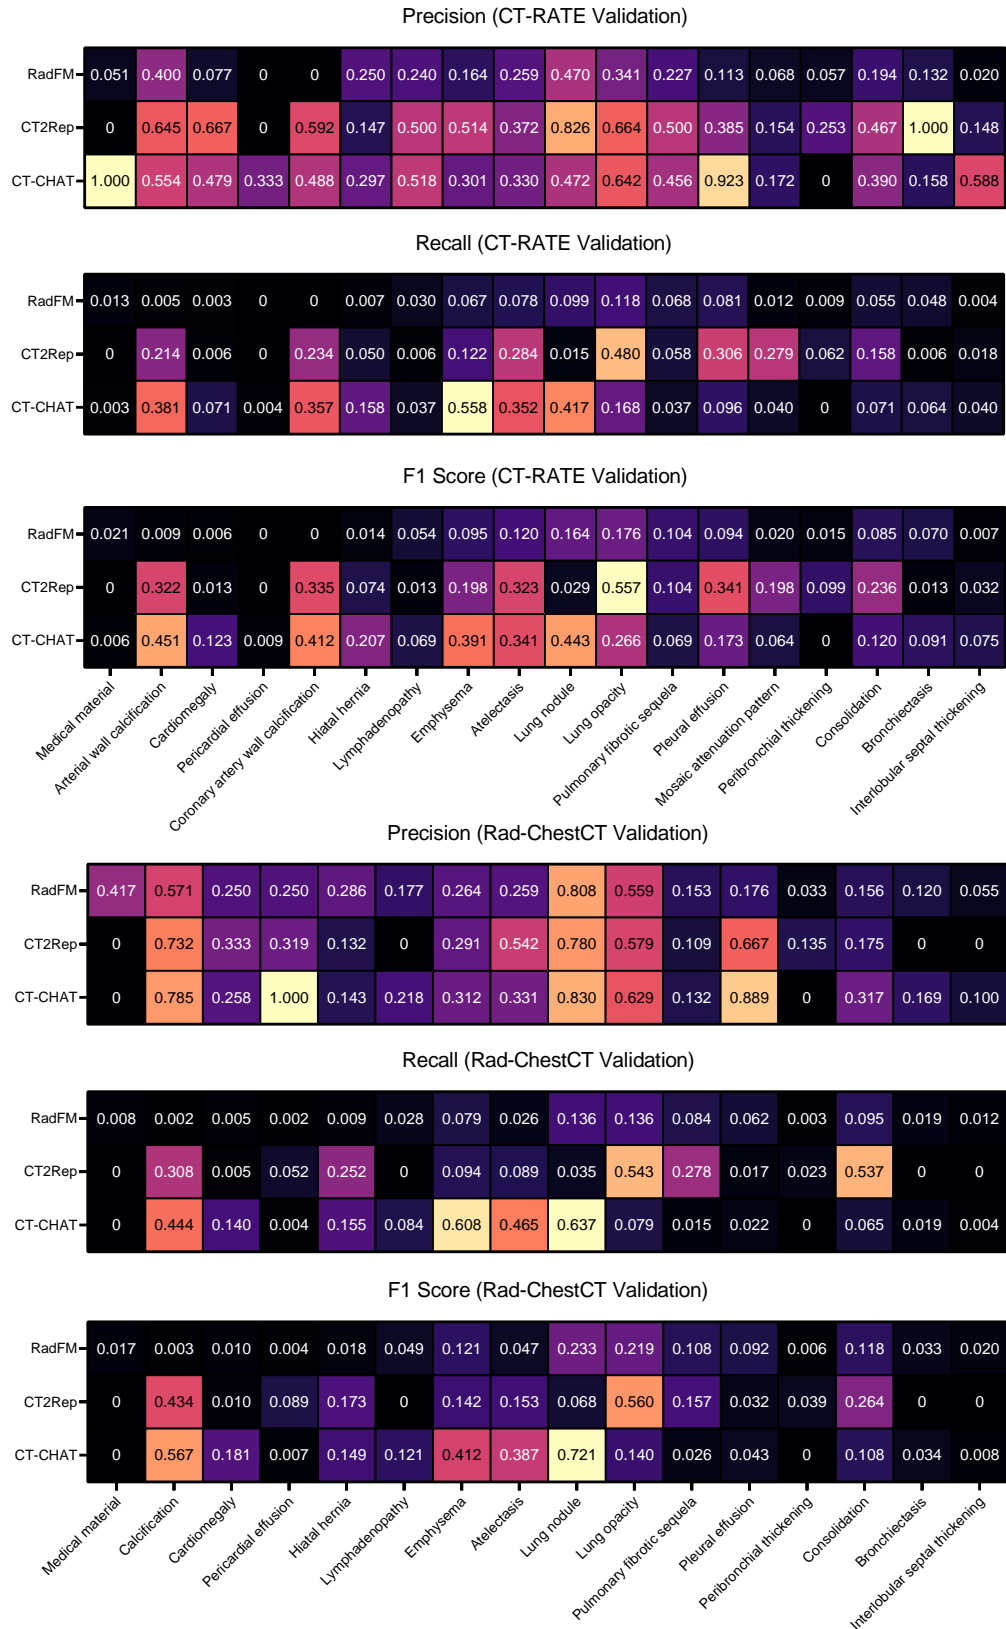 Precision (CT-RATE Validation)
RadFM 0.051 0.400 0.077 0 0 0.250 0.240 0.164 0.259 0.470 0.341 0.227 0.113 0.068 0.057 0.194 0.132 0.020
CT2Rep 0 0.645 0.667 0 0.592 0.147 0.500 0.514 0.372 0.826 0.664 0.500 0.385 0.154 0.253 0.467 1.000 0.148
CT-CHAT 1.000 0.554 0.479 0.333 0.488 0.297 0.518 0.301 0.330 0.472 0.642 0.456 0.923 0.172 0 0.390 0.158 0.588
Recall (CT-RATE Validation)
RadFM 0.013 0.005 0.003 0 0 0.007 0.030 0.067 0.078 0.099 0.118 0.068 0.081 0.012 0.009 0.055 0.048 0.004
CT2Rep 0 0.214 0.006 0 0.234 0.050 0.006 0.122 0.284 0.015 0.480 0.058 0.306 0.279 0.062 0.158 0.006 0.018
CT-CHAT 0.003 0.381 0.071 0.004 0.357 0.158 0.037 0.558 0.352 0.417 0.168 0.037 0.096 0.040 0 0.071 0.064 0.040
F1 Score (CT-RATE Validation)
RadFM 0.021 0.009 0.006 0 0 0.014 0.054 0.095 0.120 0.164 0.176 0.104 0.094 0.020 0.015 0.085 0.070 0.007
CT2Rep 0 0.322 0.013 0 0.335 0.074 0.013 0.198 0.323 0.029 0.557 0.104 0.341 0.198 0.099 0.236 0.013 0.032
CT-CHAT 0.006 0.451 0.123 0.009 0.412 0.207 0.069 0.391 0.341 0.443 0.266 0.069 0.173 0.064 0 0.120 0.091 0.075
Medical material
Arterial wall calcification
Cardiomegaly
Pericardial effusion
Coronary artery wall calcification
Hiatal hernia
Lymphadenopathy
Emphysema
Atelectasis
Lung nodule
Lung opacity
Pulmonary fibrotic sequela
Pleural effusion
Mosaic attenuation pattern
Peribronchial thickening
Consolidation
Bronchiectasis
Interlobular septal thickening
Precision (Rad-ChestCT Validation)
RadFM 0.417 0.571 0.250 0.250 0.286 0.177 0.264 0.259 0.808 0.559 0.153 0.176 0.033 0.156 0.120 0.055
CT2Rep 0 0.732 0.333 0.319 0.132 0 0.291 0.542 0.780 0.579 0.109 0.667 0.135 0.175 0 0
CT-CHAT 0 0.785 0.258 1.000 0.143 0.218 0.312 0.331 0.830 0.629 0.132 0.889 0 0.317 0.169 0.100
Recall (Rad-ChestCT Validation)
RadFM 0.008 0.002 0.005 0.002 0.009 0.028 0.079 0.026 0.136 0.136 0.084 0.062 0.003 0.095 0.019 0.012
CT2Rep 0 0.308 0.005 0.052 0.252 0 0.094 0.089 0.035 0.543 0.278 0.017 0.023 0.537 0 0
CT-CHAT 0 0.444 0.140 0.004 0.155 0.084 0.608 0.465 0.637 0.079 0.015 0.022 0 0.065 0.019 0.004
F1 Score (Rad-ChestCT Validation)
RadFM 0.017 0.003 0.010 0.004 0.018 0.049 0.121 0.047 0.233 0.219 0.108 0.092 0.006 0.118 0.033 0.020
CT2Rep 0 0.434 0.010 0.089 0.173 0 0.142 0.153 0.068 0.560 0.157 0.032 0.039 0.264 0 0
CT-CHAT 0 0.567 0.181 0.007 0.149 0.121 0.412 0.387 0.721 0.140 0.026 0.043 0 0.108 0.034 0.008
Medical material
Calcification
Cardiomegaly
Pericardial effusion
Hiatal hernia
Lymphadenopathy
Emphysema
Atelectasis
Lung nodule
Lung opacity
Pulmonary fibrotic sequela
Pleural effusion
Peribronchial thickening
Consolidation
Bronchiectasis
Interlobular septal thickening